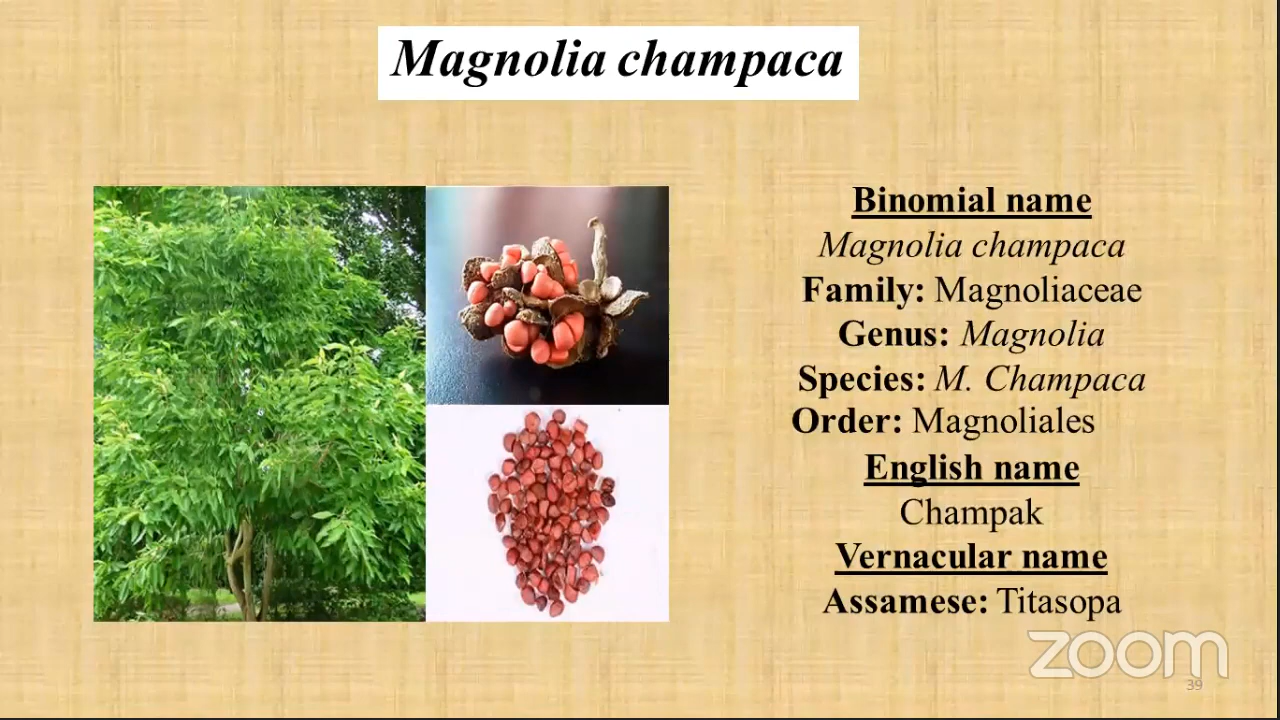 Magnolia champaca
Binomial name
Magnolia champaca
Family: Magnoliaceae
Genus: Magnolia
Species: M. Champaca
Order: Magnoliales
English name
Champak
Vernacular name
Assamese: Titasopa
zoom
39